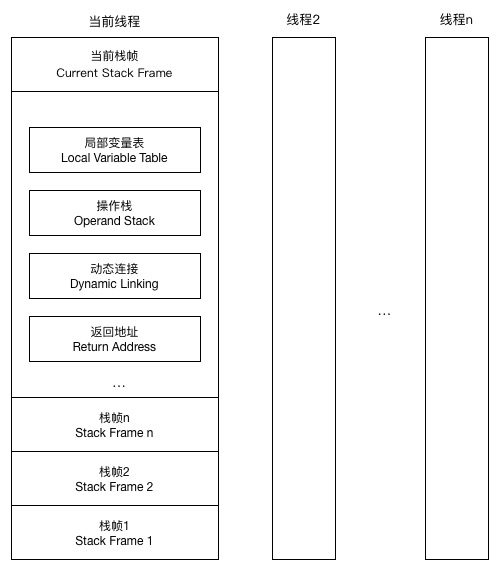 当前线程
线程2
线程n
当前栈帧
Current Stack Frame
局部变量表
Local Variable Table
操作栈
Operand Stack
动态连接
Dynamic Linking
返回地址
Return Address
...
...
栈帧n
Stack Frame n
栈帧2
Stack Frame 2
栈帧1
Stack Frame 1